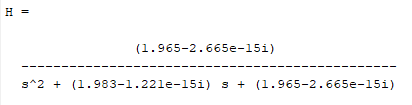 H =
(1.965-2.665e-15i)
-----------------------------------------------
s^2 + (1.983-1.221e-15i) s + (1.965-2.665e-15i)